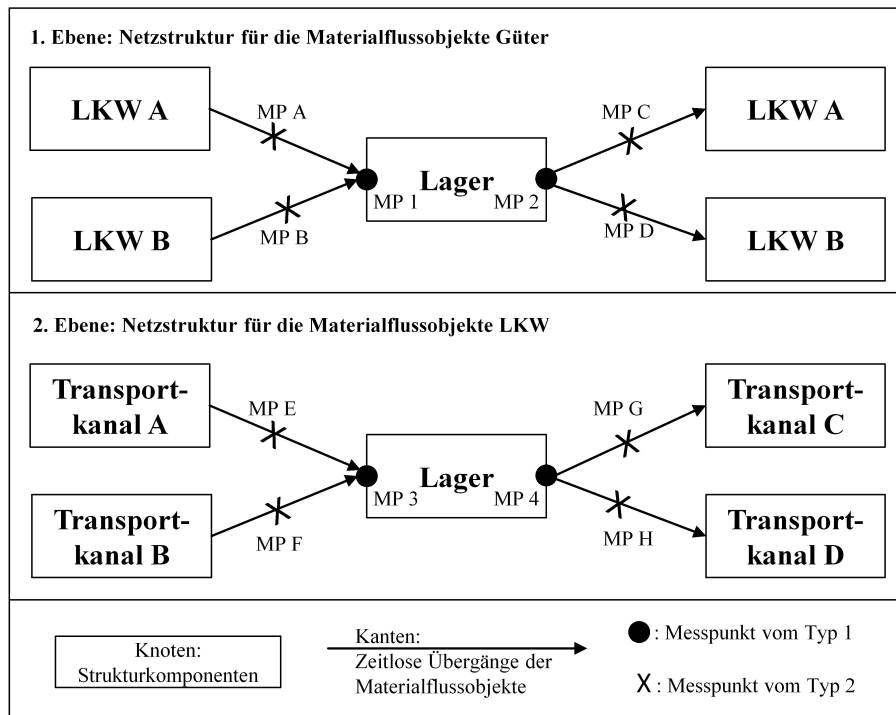 1. Ebene: Netzstruktur für die Materialflussobjekte Güter
LKW A
MP A
MP C
LKW A
Lager
MP 1
MP 2
LKW B
MP B
MP D
LKW B
2. Ebene: Netzstruktur für die Materialflussobjekte LKW
Transport-
kanal A
MP E
MP G
Transport-
kanal C
Lager
MP 3
MP 4
Transport-
kanal B
MP F
MP H
Transport-
kanal D
Knoten:
Strukturkomponenten
Kanten:
Zeitlose Übergänge der
Materialflussobjekte
: Messpunkt vom Typ 1
X: Messpunkt vom Typ 2